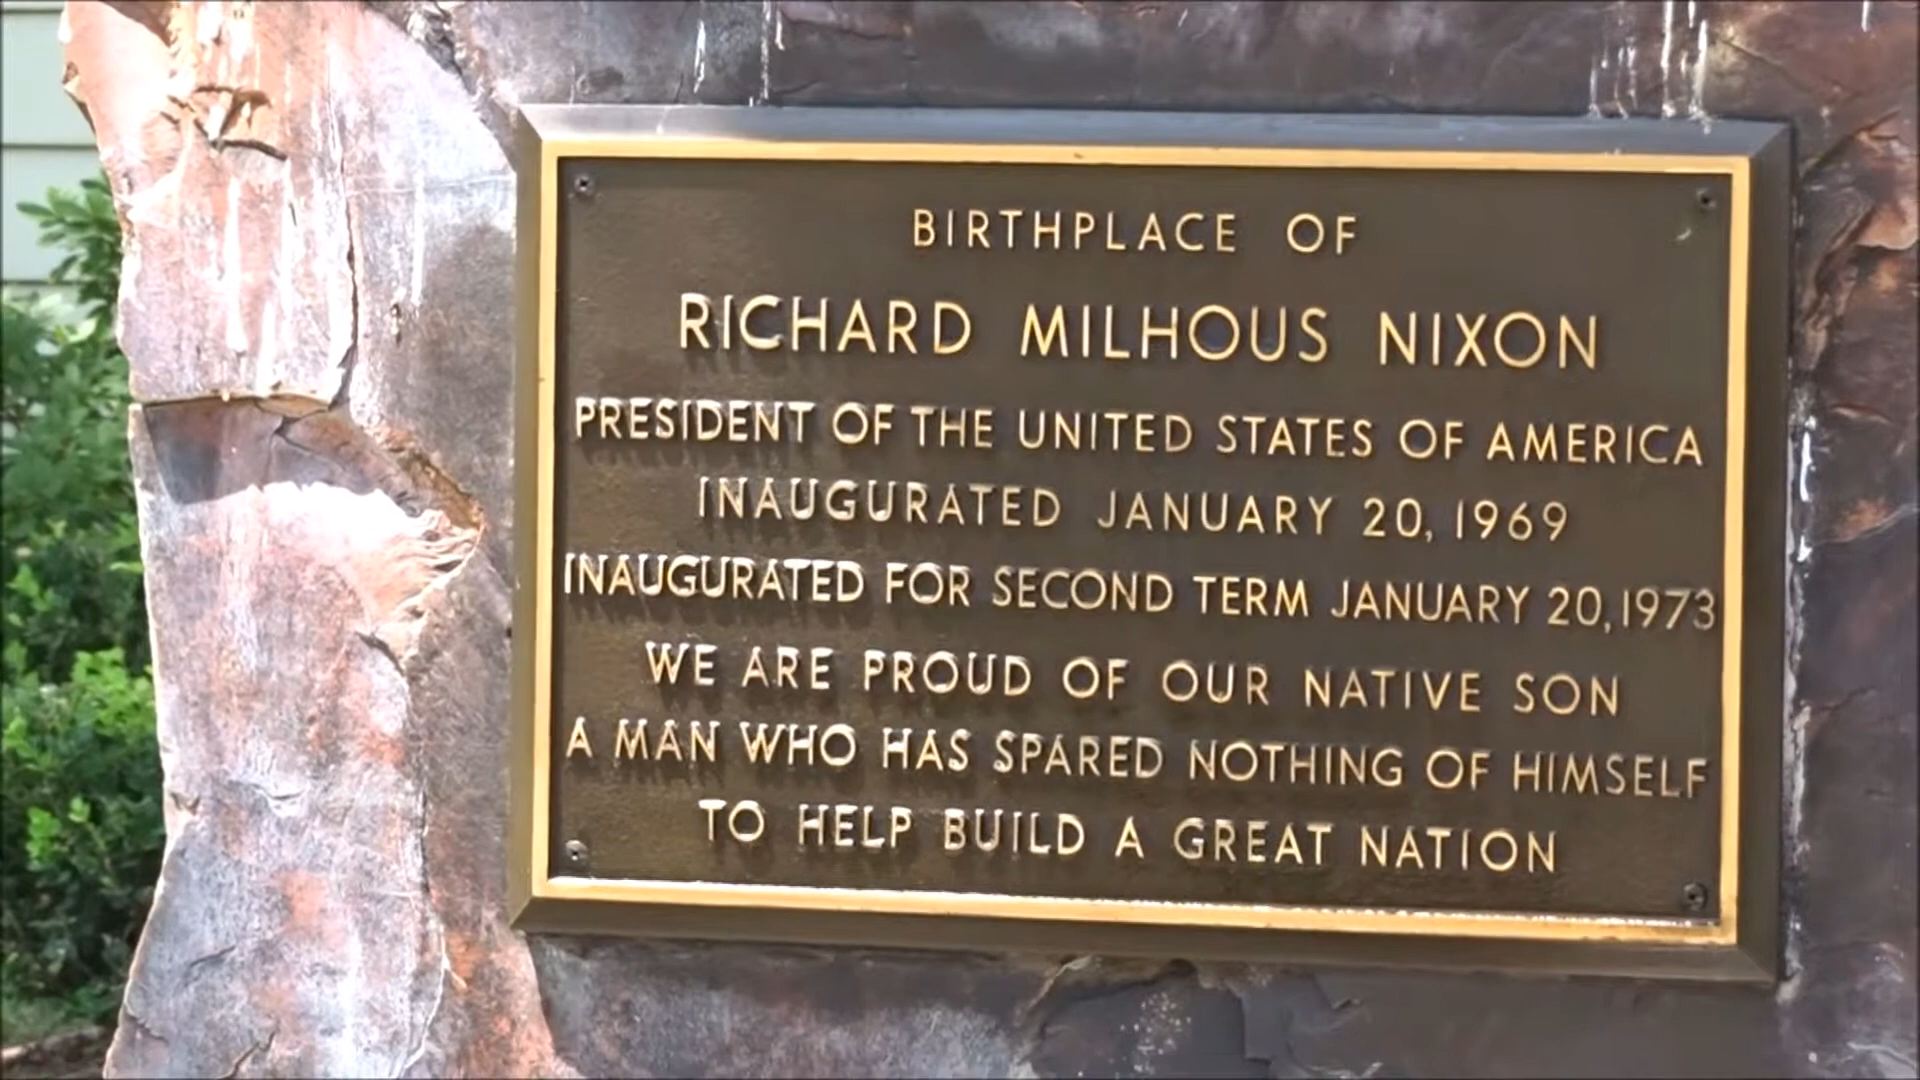 BIRTHPLACE OF
RICHARD MILHOUS NIXON
PRESIDENT OF THE UNITED STATES OF AMERICA
INAUGURATED JANUARY 20, 1969
INAUGURATED FOR SECOND TERM JANUARY 20, 1973
WE ARE PROUD OF OUR NATIVE SON
A MAN WHO HAS SPARED NOTHING OF HIMSELF
TO HELP BUILD A GREAT NATION